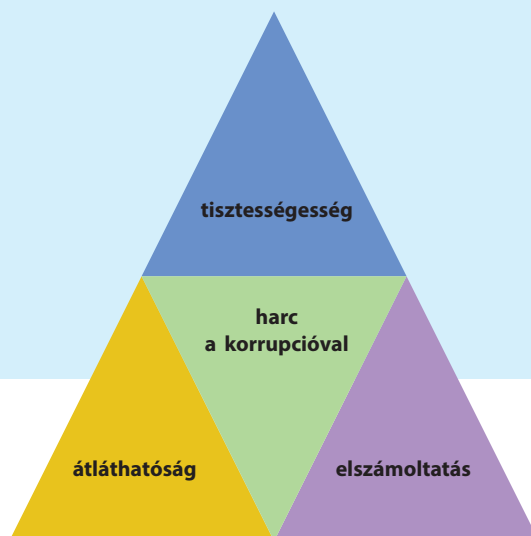 tisztességesség
harc
a korrupcióval
átláthatóság
elszámoltatás